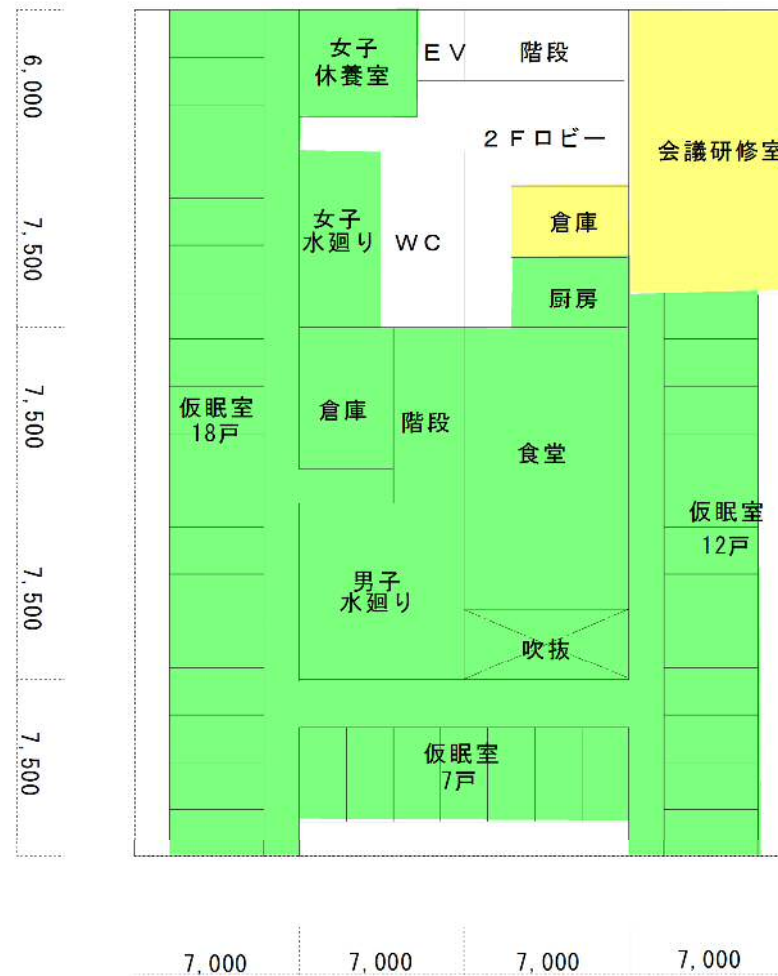 女子
休養室
ＥＶ
階段
２Ｆロビー
会議研修室
6,000
女子
水廻り
ＷＣ
倉庫
厨房
7,500
仮眠室
18戸
倉庫
階段
食堂
7,500
仮眠室
12戸
男子
水廻り
吹抜
7,500
仮眠室
7戸
7,500
7,000
7,000
7,000
7,000